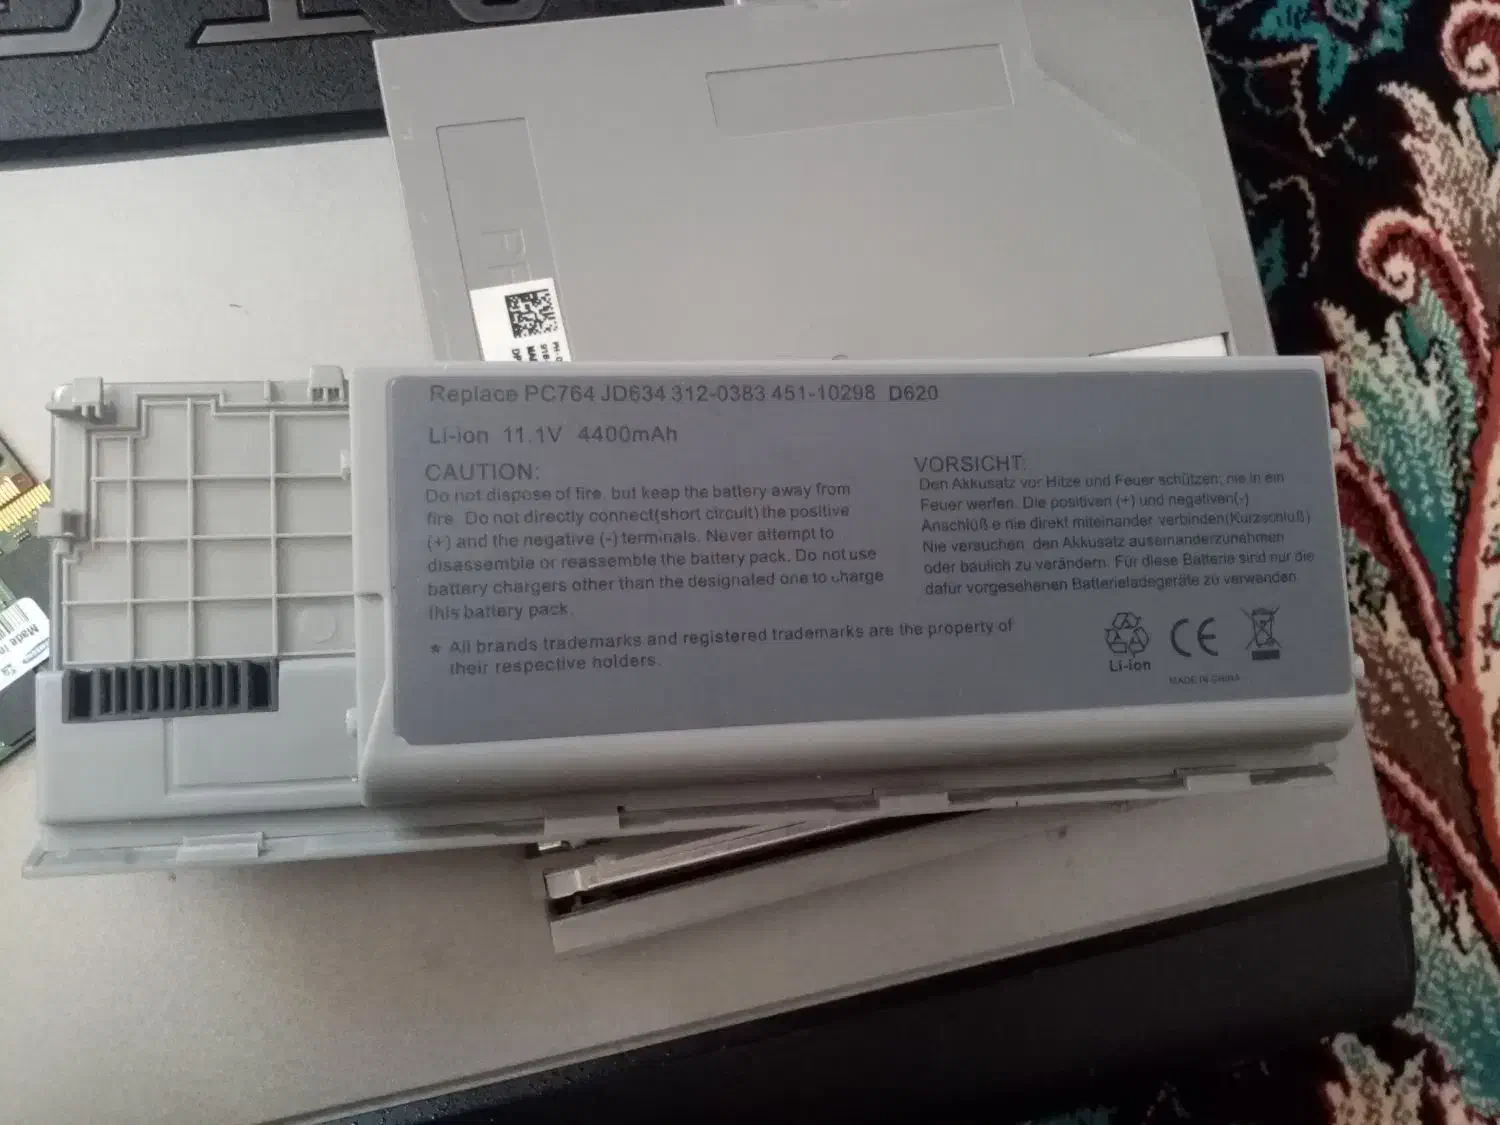 Replace PC764 JD634 312-0383 451-10298 D620
Li-ion 11.1V 4400mAh
CAUTION:
Do not dispose of fire, but keep the battery away from
fire. Do not directly connect(short circuit) the positive
(+) and the negative (-) terminals. Never attempt to
disassemble or reassemble the battery pack. Do not use
battery chargers other than the designated one to charge
this battery pack.
* All brands trademarks and registered trademarks are the property of
their respective holders.
VORSICHT:
Den Akkusatz vor Hitze und Feuer schützen; nie in ein
Feuer werfen. Die positiven (+) und negativen(-)
Anschlüß e nie direkt miteinander verbinden(Kurzschluß)
Nie versuchen den Akkusatz auseinanderzunehmen
oder baulich zu verändern. Für diese Batterie sind nur die
dafür vorgesehenen Batterieladegeräte zu verwenden.
Li-ion
CE
MADE IN CHINA
Made in